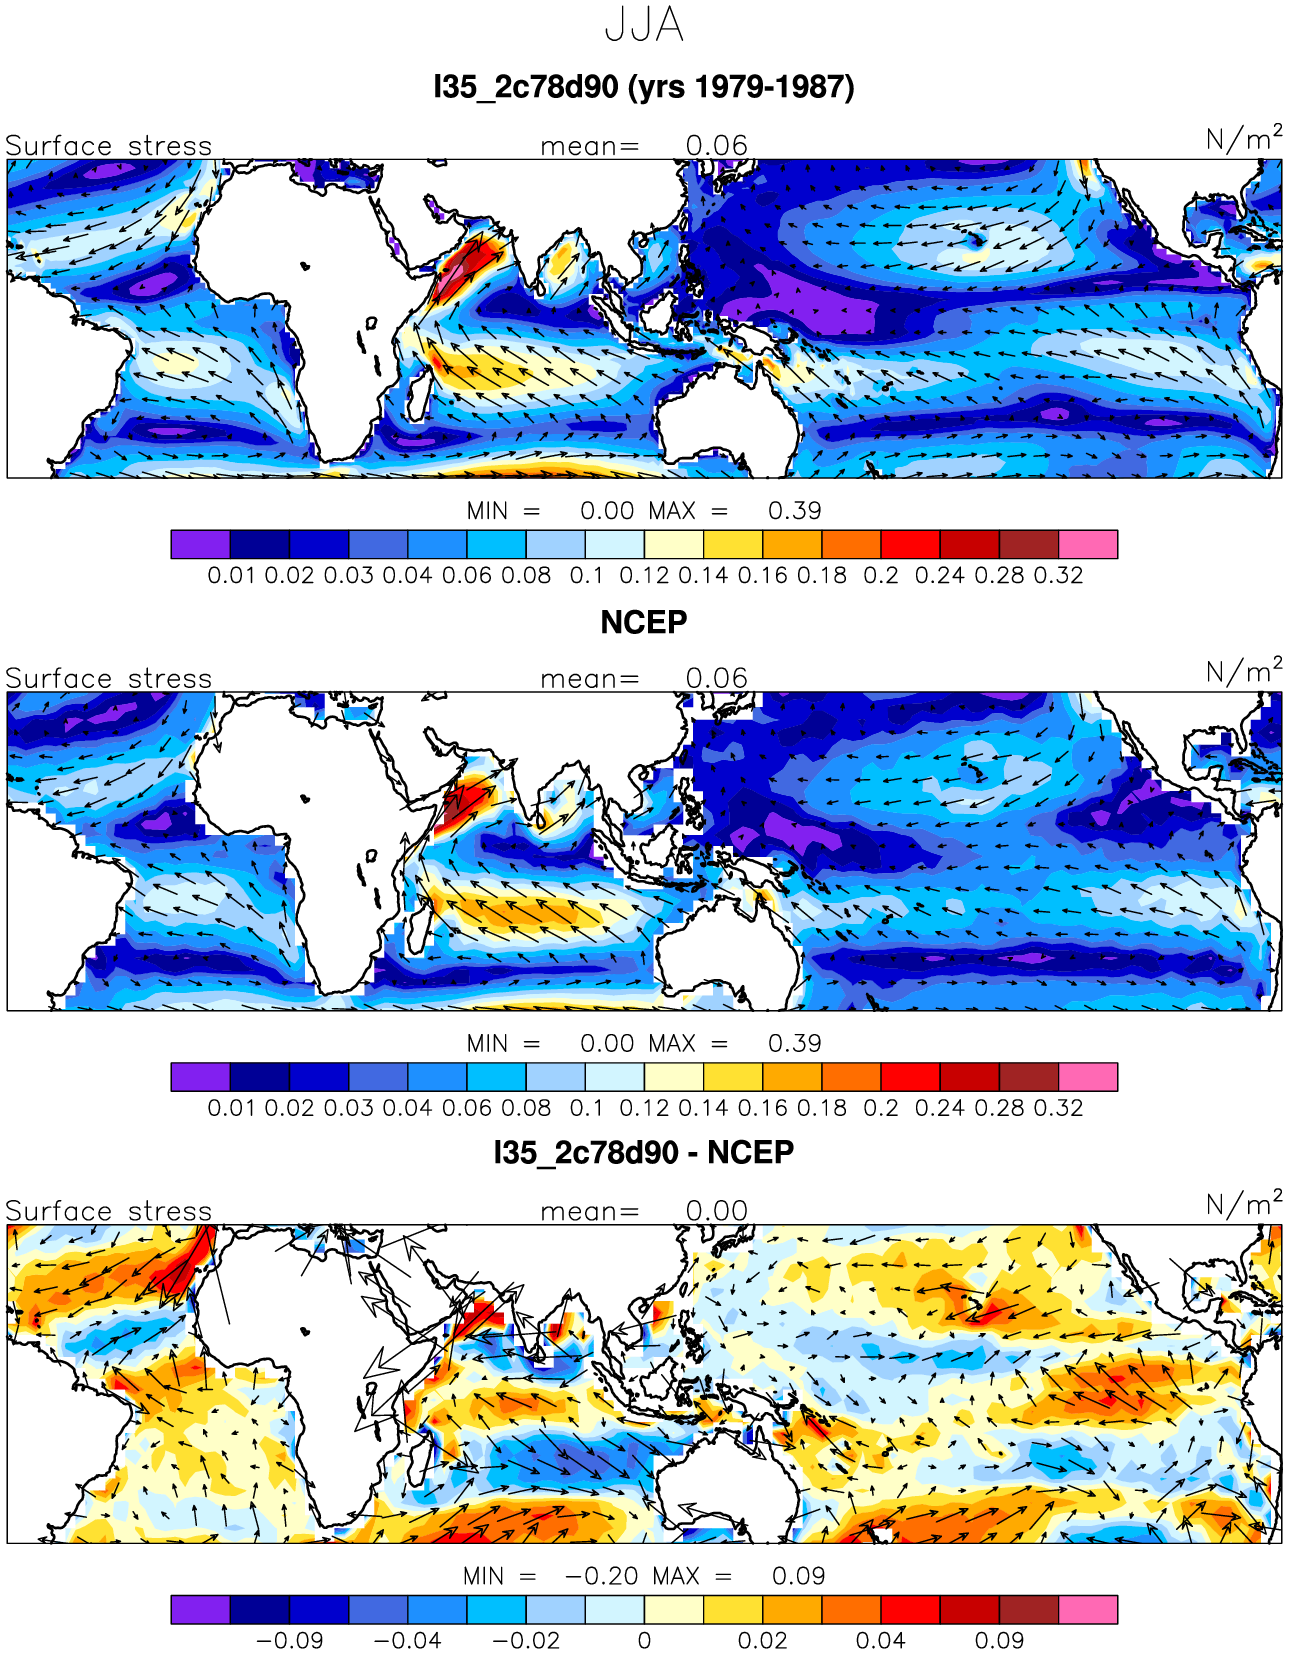 JJA
I35_2c78d90 (yrs 1979-1987)
Surface stress mean= 0.06 N/m²
MIN = 0.00 MAX = 0.39
0.01 0.02 0.03 0.04 0.06 0.08 0.1 0.12 0.14 0.16 0.18 0.2 0.24 0.28 0.32
NCEP
Surface stress mean= 0.06 N/m²
MIN = 0.00 MAX = 0.39
0.01 0.02 0.03 0.04 0.06 0.08 0.1 0.12 0.14 0.16 0.18 0.2 0.24 0.28 0.32
I35_2c78d90 - NCEP
Surface stress mean= 0.00 N/m²
MIN = −0.20 MAX = 0.09
−0.09 −0.04 −0.02 0 0.02 0.04 0.09